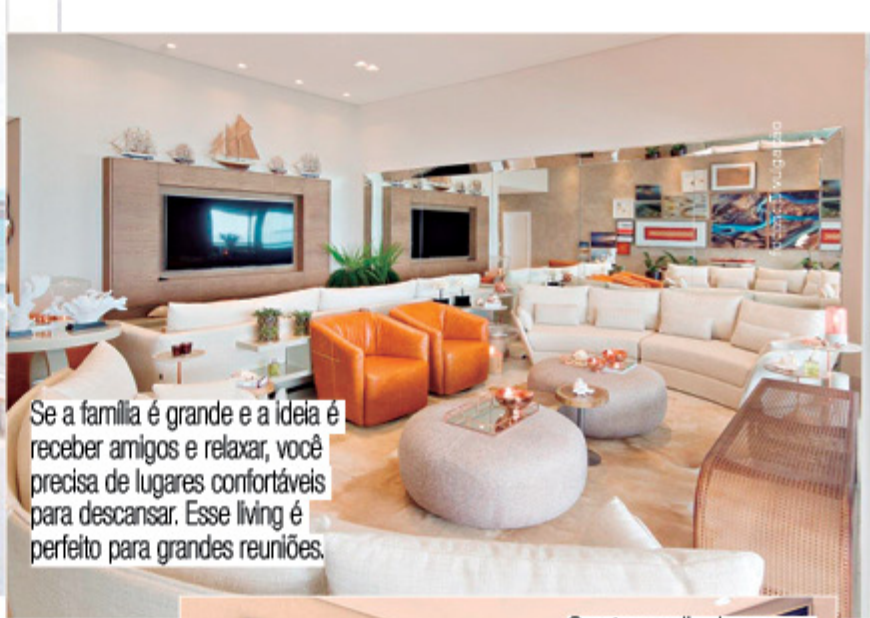 Se a família é grande e a ideia é
receber amigos e relaxar, você
precisa de lugares confortáveis
para descansar. Esse living é
perfeito para grandes reuniões.